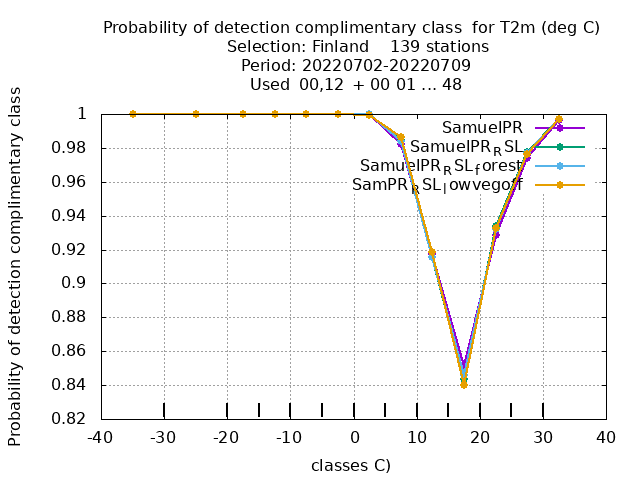 Probability of detection complimentary class  for T2m (deg C)
Selection: Finland    139 stations
Period: 20220702-20220709
Used  00,12  + 00 01 ... 48
Probability of detection complimentary class
1
0.98
0.96
0.94
0.92
0.9
0.88
0.86
0.84
0.82
SamuelPR
SamuelPR_RSL
SamuelPR_RSL_forest
SamPR_RSL_lowvegoff
-40 -30 -20 -10 0 10 20 30 40
classes C)